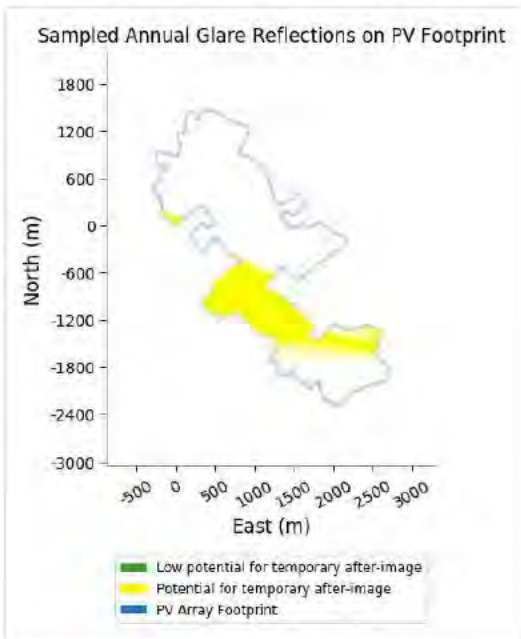 Sampled Annual Glare Reflections on PV Footprint
1800
1200
600
0
-600
-1200
-1800
-2400
-3000
North (m)
-500
0
500
1000
1500
2000
2500
3000
East (m)
Low potential for temporary after-image
Potential for temporary after-image
PV Array Footprint